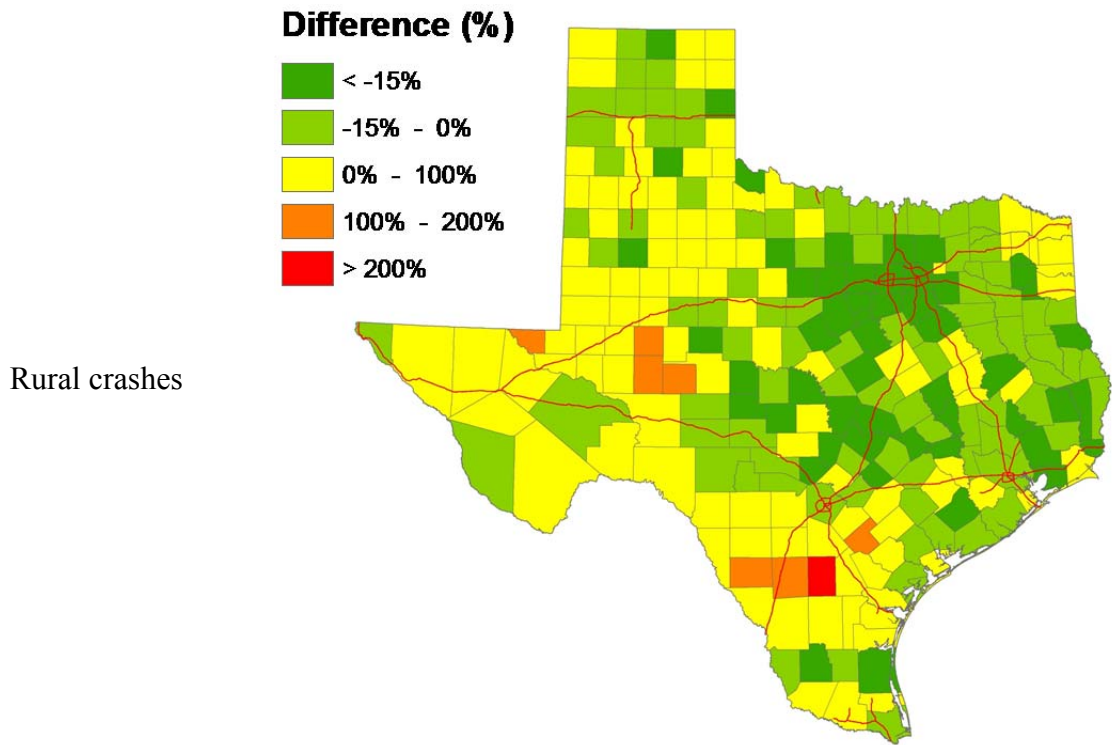 Difference (%)
< -15%
-15% - 0%
0% - 100%
100% - 200%
> 200%
Rural crashes